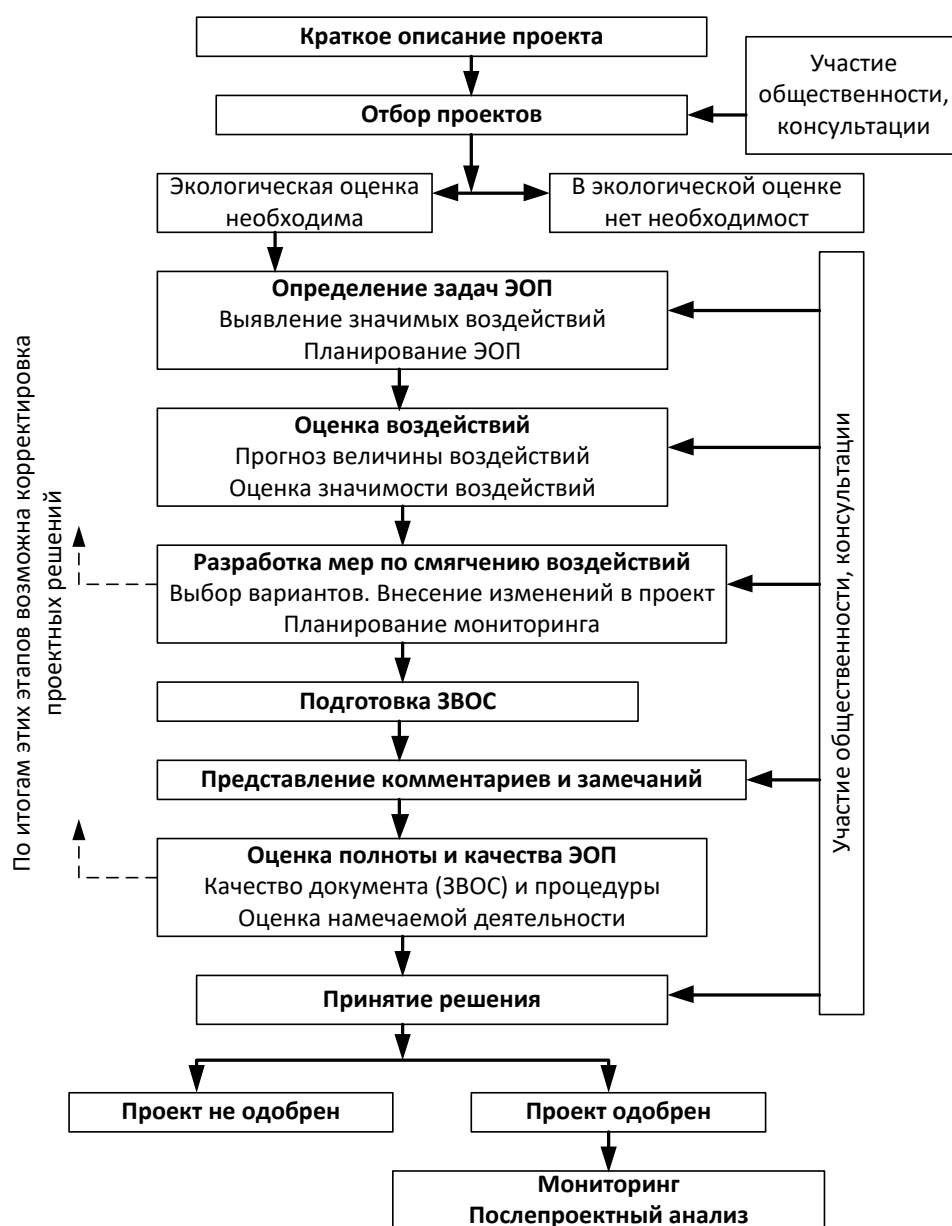 Краткое описание проекта
Участие
общественности,
консультации
Отбор проектов
Экологическая оценка
необходима
В экологической оценке
нет необходимост
Определение задач ЭОП
Выявление значимых воздействий
Планирование ЭОП
Оценка воздействий
Прогноз величины воздействий
Оценка значимости воздействий
Разработка мер по смягчению воздействий
Выбор вариантов. Внесение изменений в проект
Планирование мониторинга
Подготовка ЗВОС
Представление комментариев и замечаний
Оценка полноты и качества ЭОП
Качество документа (ЗВОС) и процедуры
Оценка намечаемой деятельности
Принятие решения
По итогам этих этапов возможна корректировка
проектных решений
Участие общественности, консультации
Проект не одобрен
Проект одобрен
Мониторинг
Послепроектный анализ